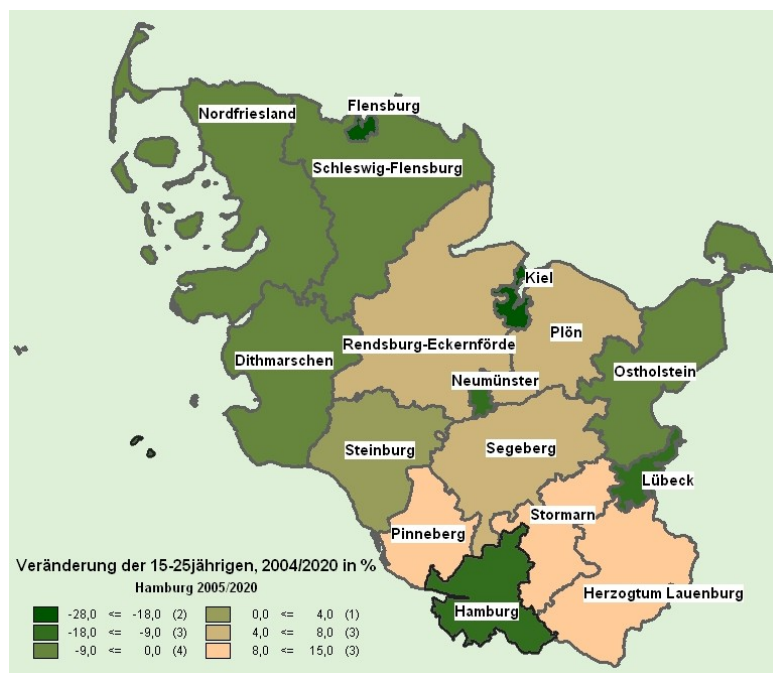 Flensburg
Nordfriesland
Schleswig-Flensburg
Kiel
Plön
Rendsburg-Eckernförde
Dithmarschen
Ostholstein
Neumünster
Steinburg
Segeberg
Lübeck
Stormarn
Pinneberg
Herzogtum Lauenburg
Hamburg
Veränderung der 15-25jährigen, 2004/2020 in %
Hamburg 2005/2020
-28,0 <= -18,0 (2)
-18,0 <= -9,0 (3)
-9,0 <= 0,0 (4)
0,0 <= 4,0 (1)
4,0 <= 8,0 (3)
8,0 <= 15,0 (3)